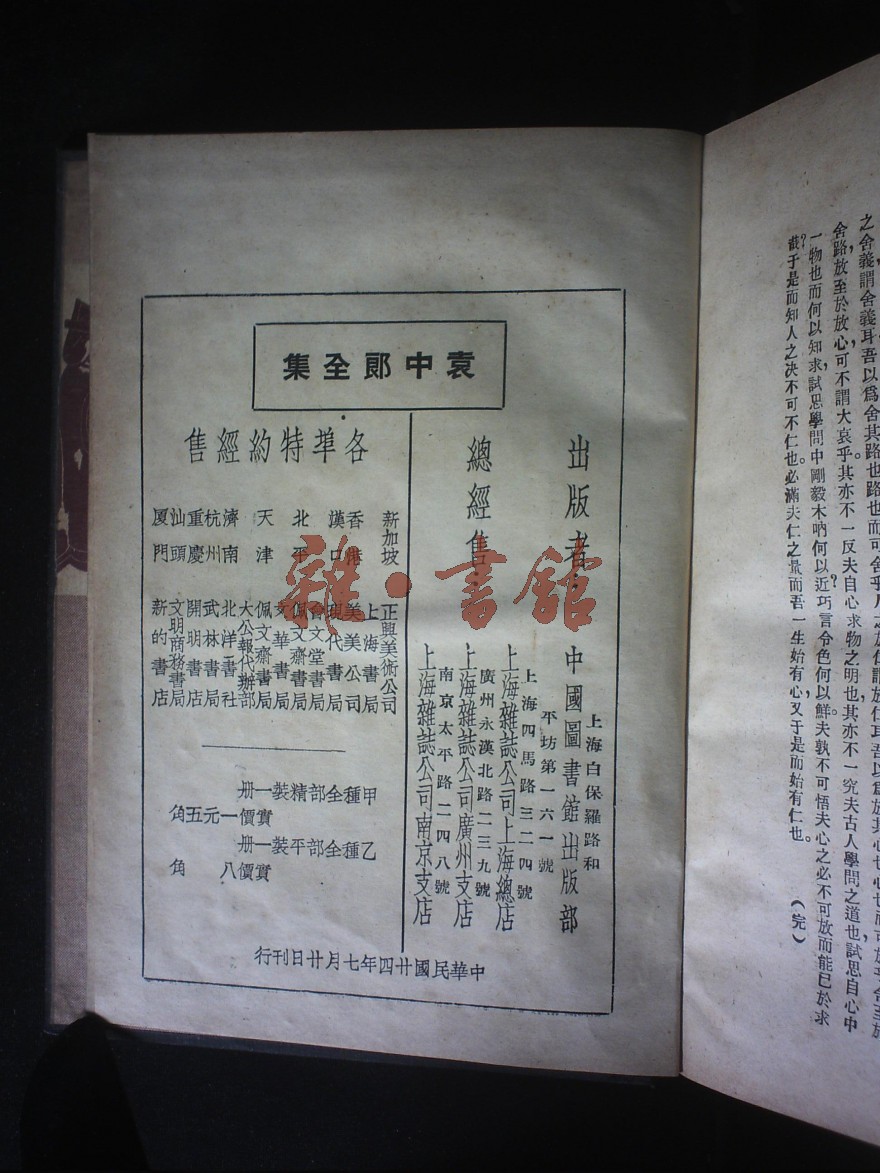 之舍義謂舍義耳吾以爲舍其路也路也而可舍乎
舍路放至於放心可不謂大哀乎其亦不一反夫自心求物之明也其亦不一究夫古人學問之道也試思自心中
一物也而何以知求試思學問中剛毅木吶何以近巧言令色何以鮮夫孰不可悟夫心之必不可放而能已於求
哉于是而知人之决不可不仁也必滿夫仁之量而吾一生始有心又于是而始有仁也。
（完）
袁中郎全集
出版者：
上海白保羅路和
平坊第一六一號
中國圖書館出版部
總經售：
上海四馬路三二四號
上海雜誌公司上海總店
廣州永漢北路二三九號
上海雜誌公司廣州支店
南京太平路二四八號
上海雜誌公司南京支店
各埠特約經售
新加坡 正興美術公司
上海書局
香港 美美公司
漢口 現代書局
文堂書局
北平 佩文齋書局
文華書局
天津 佩文齋書局
大公報代辦部
濟南 北洋書社
杭州 武林書局
重慶 開明書店
汕頭 文明商務書局
厦門 新的書店
甲種全部精裝一册
實價一元五角
乙種全部平裝一册
實價八角
中華民國廿四年七月廿日刊行
雜·書館